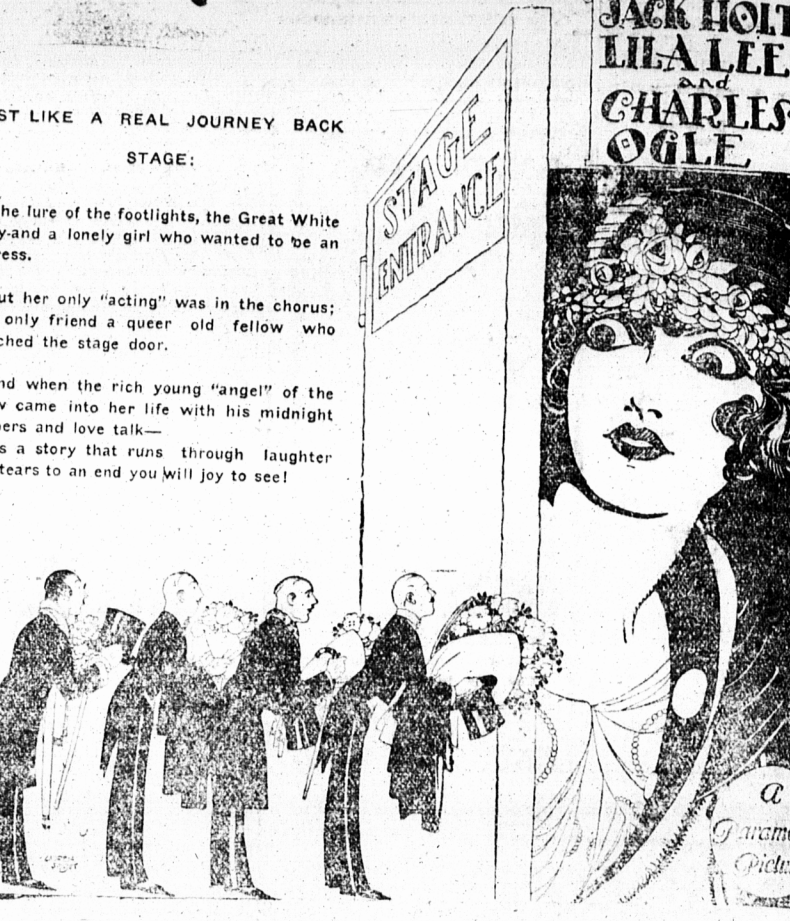 ST LIKE A REAL JOURNEY BACK
STAGE:
he lure of the footlights, the Great White
y-and a lonely girl who wanted to be an
ress.
ut her only "acting" was in the chorus;
only friend a queer old fellow who
ched the stage door.
nd when the rich young "angel" of the
w came into her life with his midnight
pers and love talk—
s a story that runs through laughter
tears to an end you will joy to see!
STAGE
ENTRANCE
JACK HOLT
LILA LEE
and
CHARLES
OGLE
a
Param
Pictu